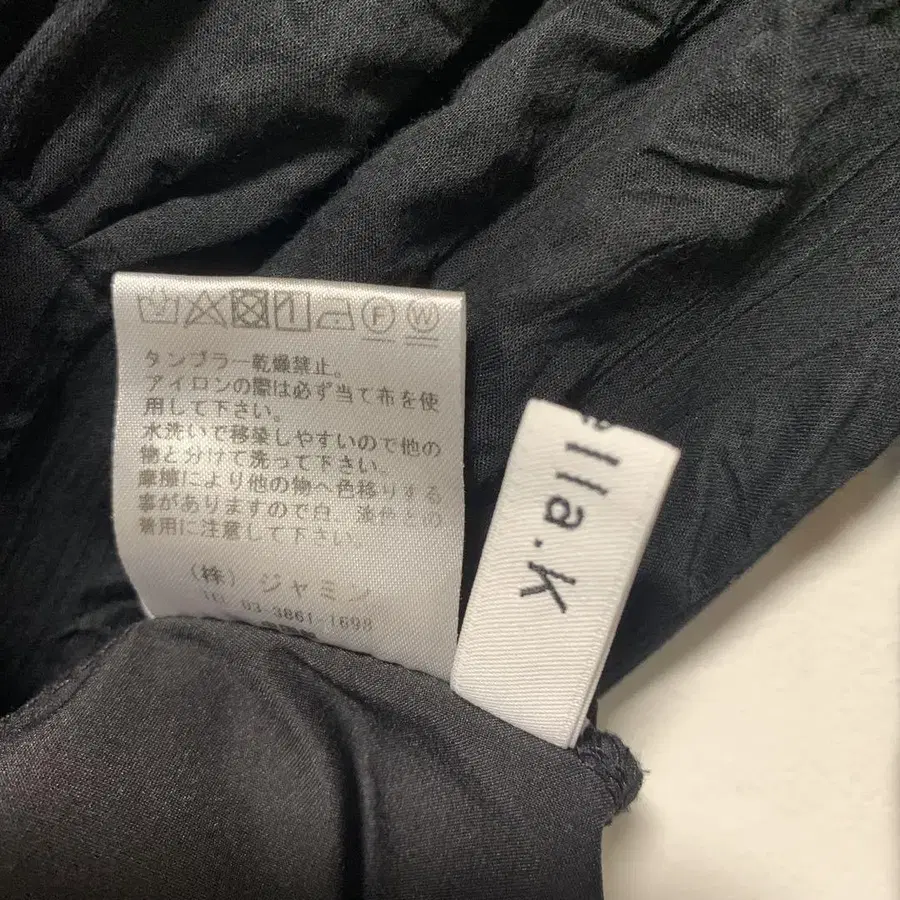 F W
タンブラー乾燥禁止。
アイロンの際は必ず当て布を使
用して下さい。
水洗いで移染しやすいので他の
物と分けて洗って下さい。
摩擦により他の物へ色移りする
事がありますので白、淡色との
着用に注意して下さい。
(株) ジャミン
TEL 03-3861-1698
ella.k